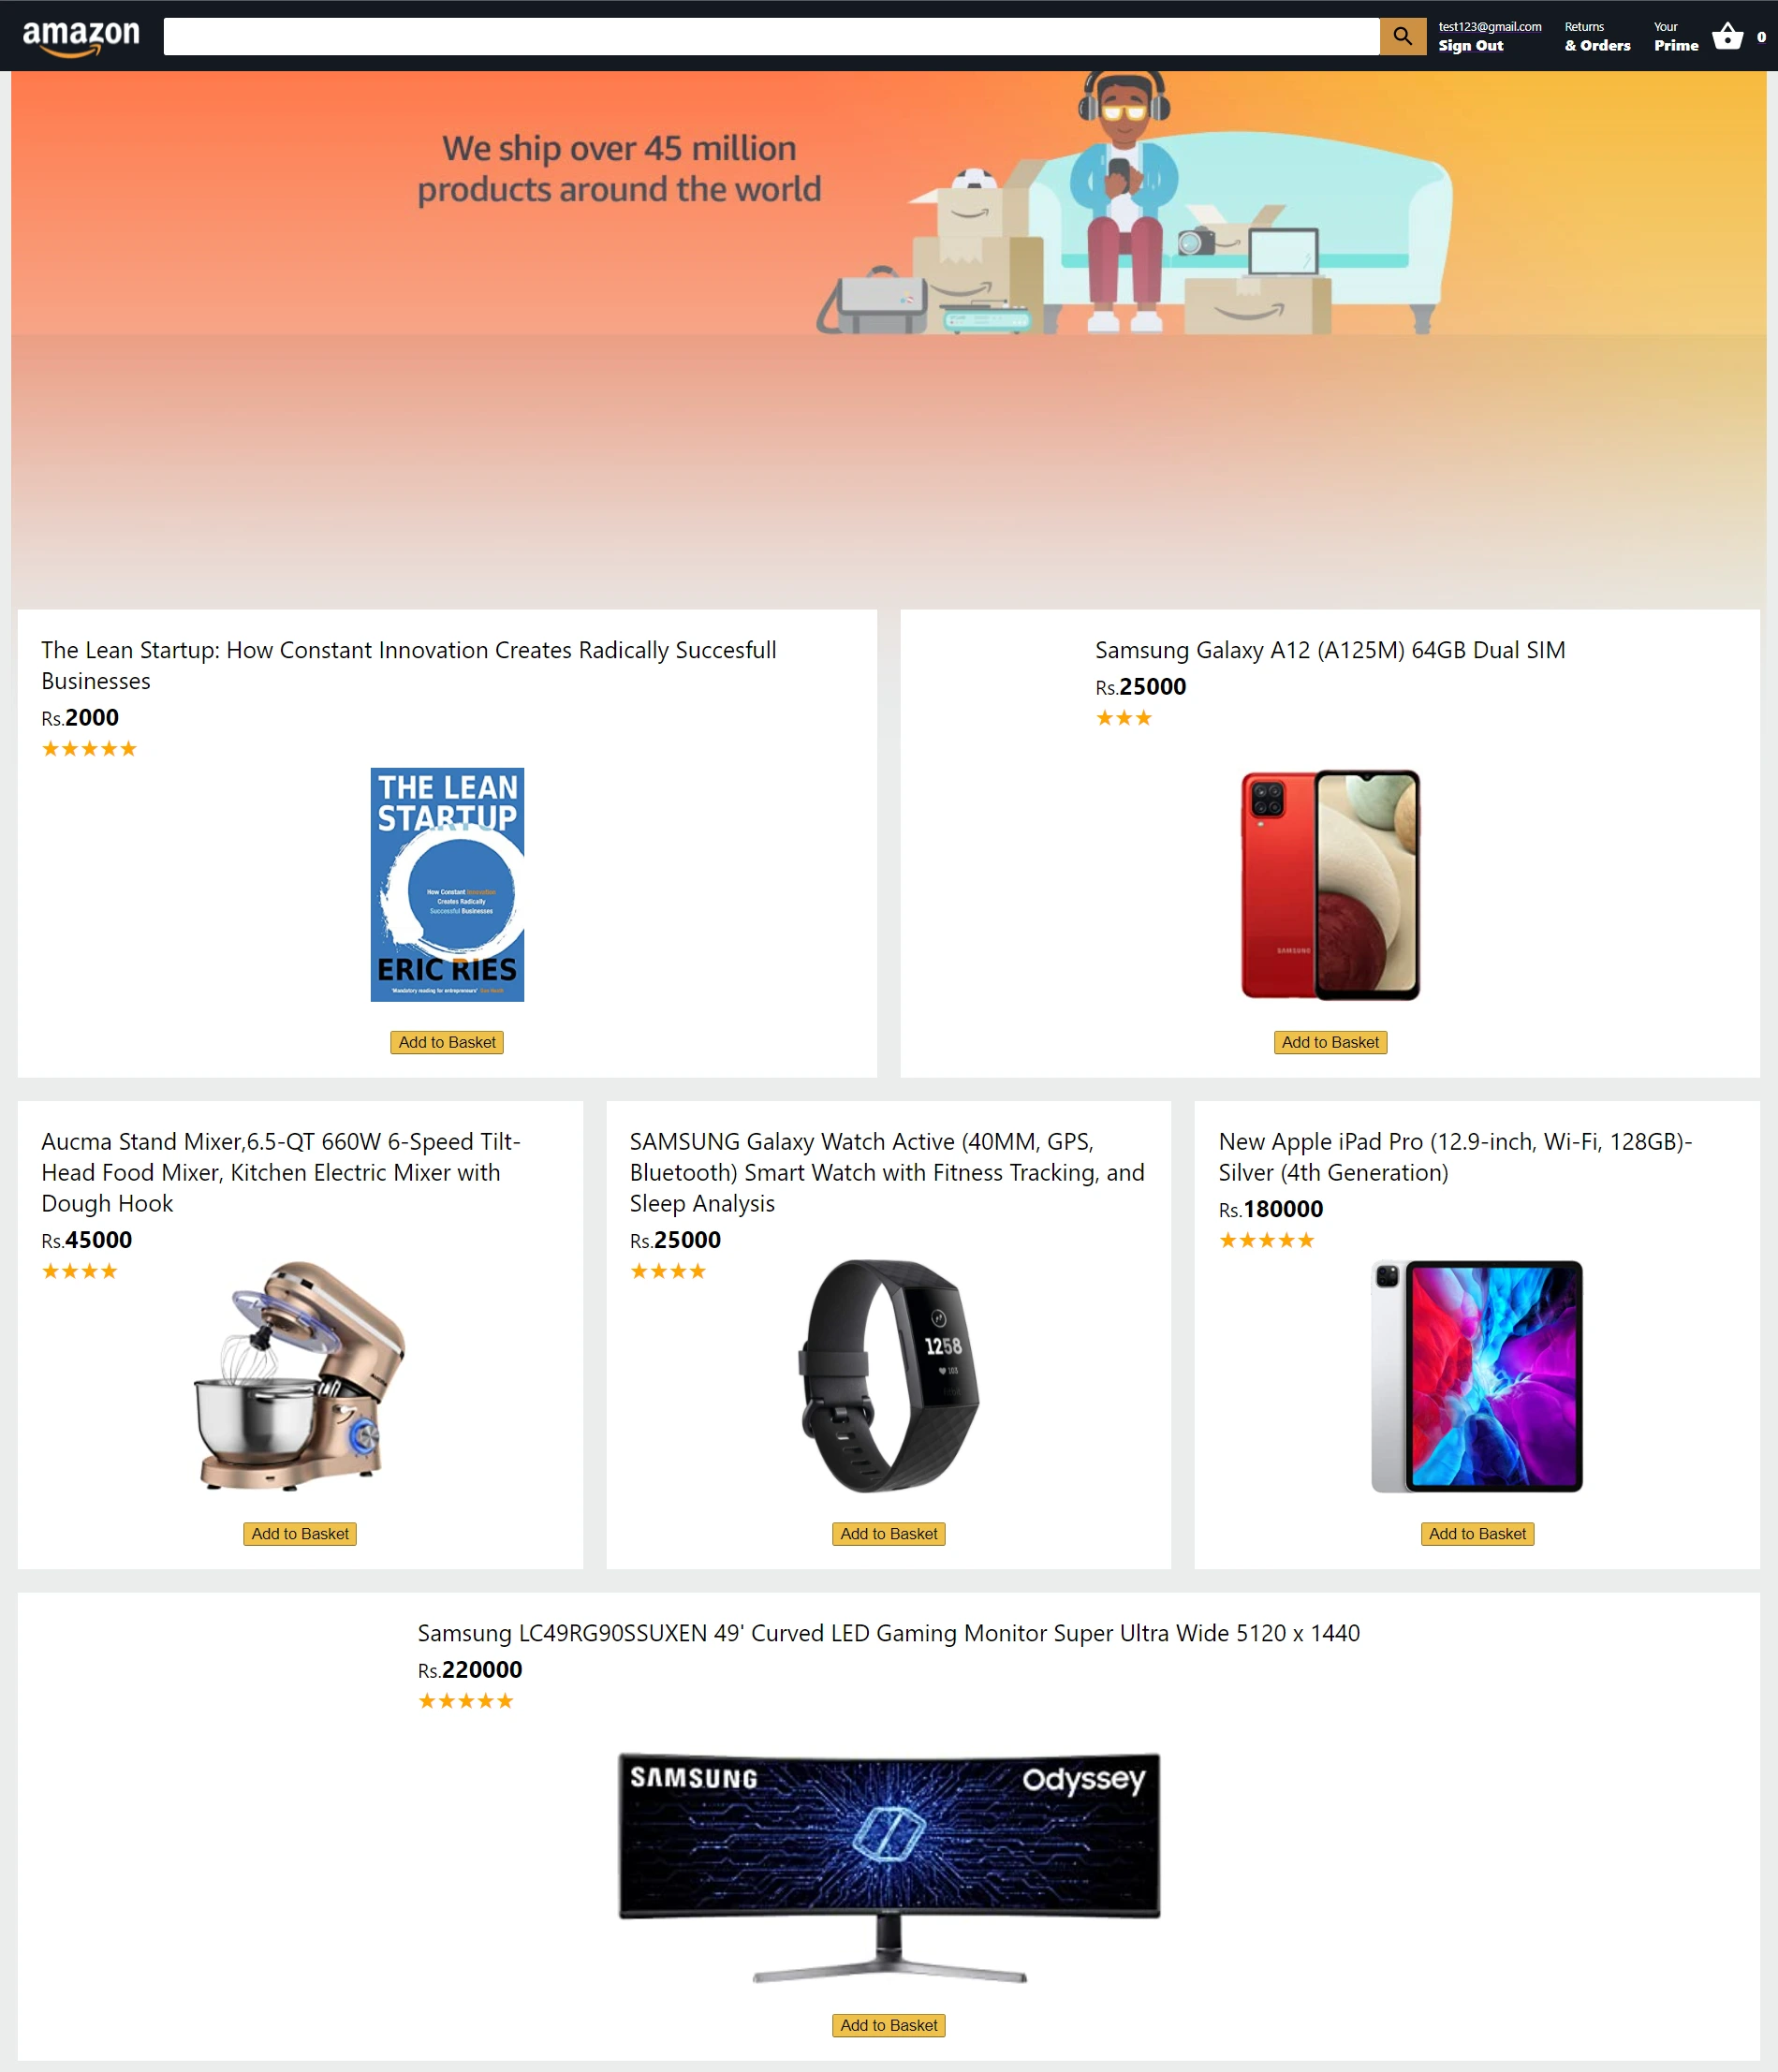 amazon
test123@gmail.com
Sign Out
Returns
& Orders
Your
Prime
0
We ship over 45 million
products around the world
The Lean Startup: How Constant Innovation Creates Radically Succesfull
Businesses
Rs.2000
★★★★★
THE LEAN
STARTUP
How Constant Innovation
Creates Radically
Successful Businesses
ERIC RIES
'Mandatory reading for entrepreneurs'
Add to Basket
Samsung Galaxy A12 (A125M) 64GB Dual SIM
Rs.25000
★★★
SAMSUNG
Add to Basket
Aucma Stand Mixer,6.5-QT 660W 6-Speed Tilt-
Head Food Mixer, Kitchen Electric Mixer with
Dough Hook
Rs.45000
★★★★
Add to Basket
SAMSUNG Galaxy Watch Active (40MM, GPS,
Bluetooth) Smart Watch with Fitness Tracking, and
Sleep Analysis
Rs.25000
★★★★
1258
103
fitbit
Add to Basket
New Apple iPad Pro (12.9-inch, Wi-Fi, 128GB)-
Silver (4th Generation)
Rs.180000
★★★★★
Add to Basket
Samsung LC49RG90SSUXEN 49' Curved LED Gaming Monitor Super Ultra Wide 5120 x 1440
Rs.220000
★★★★★
SAMSUNG
Odyssey
Add to Basket